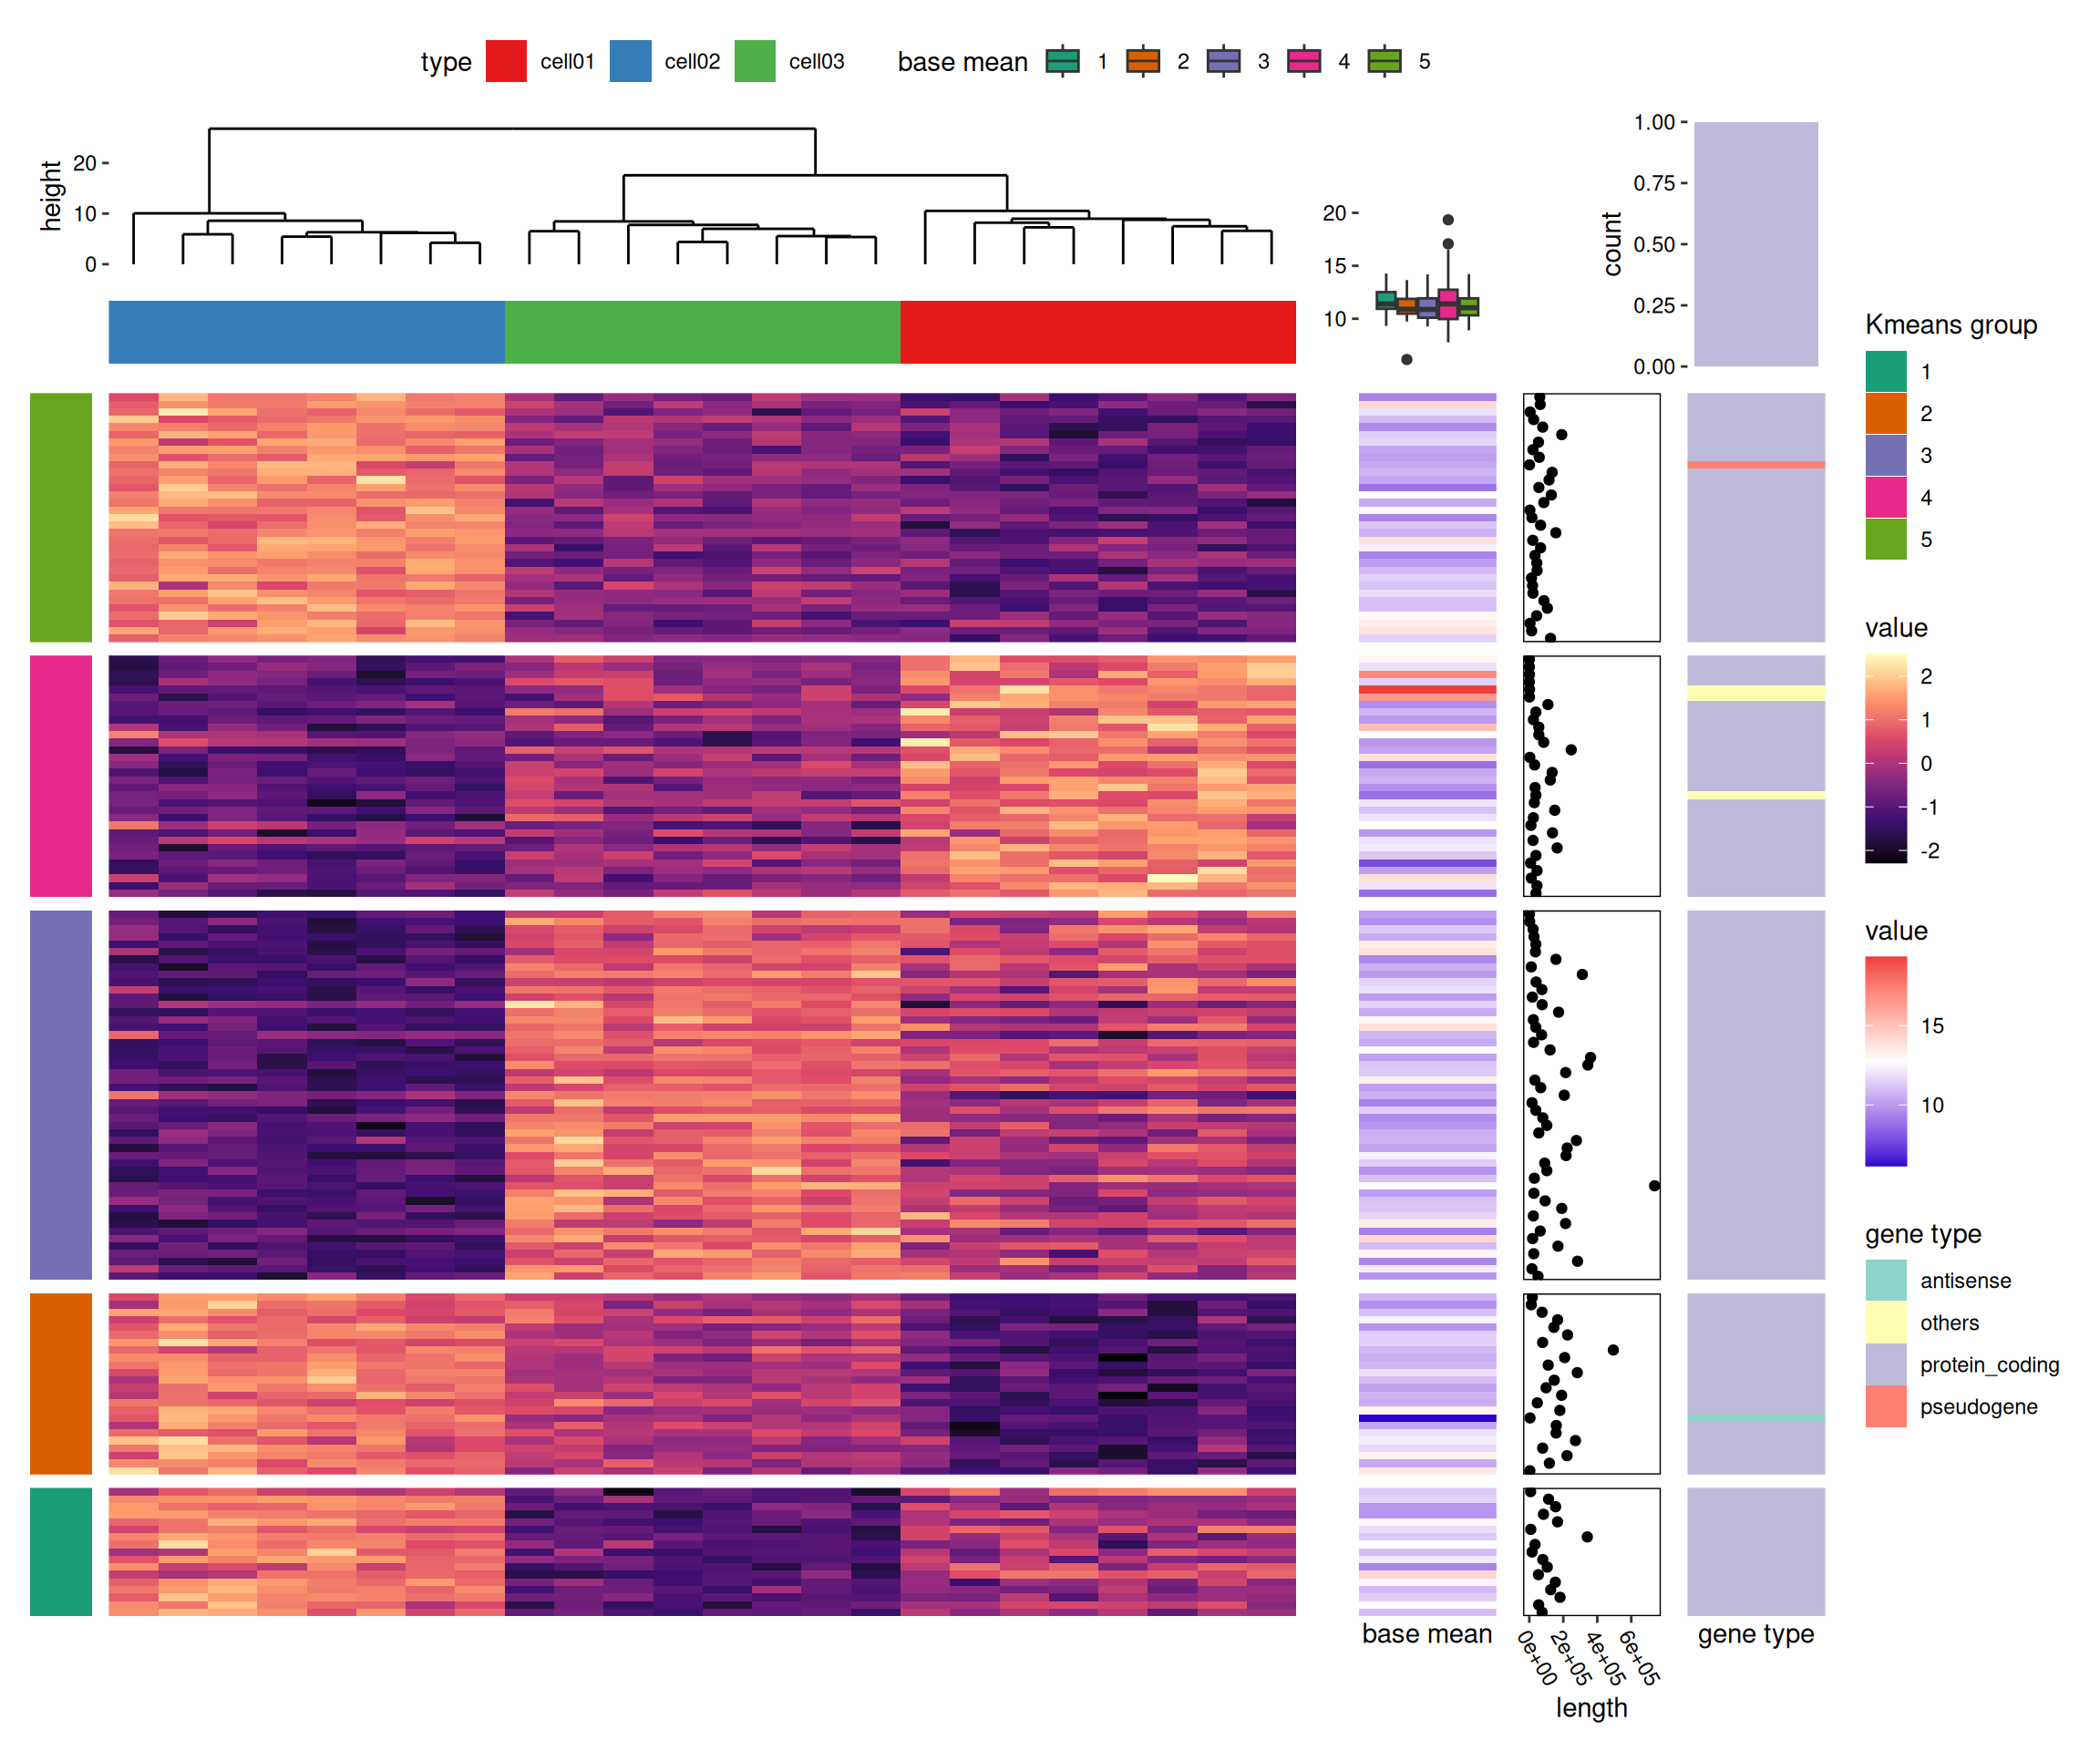 type cell01 cell02 cell03 base mean 1 2 3 4 5
height
20
10
0
20
15
10
count
1.00
0.75
0.50
0.25
0.00
Kmeans group
1
2
3
4
5
value
2
1
0
-1
-2
value
15
10
gene type
antisense
others
protein_coding
pseudogene
base mean
0e+00 2e+05 4e+05 6e+05
length
gene type